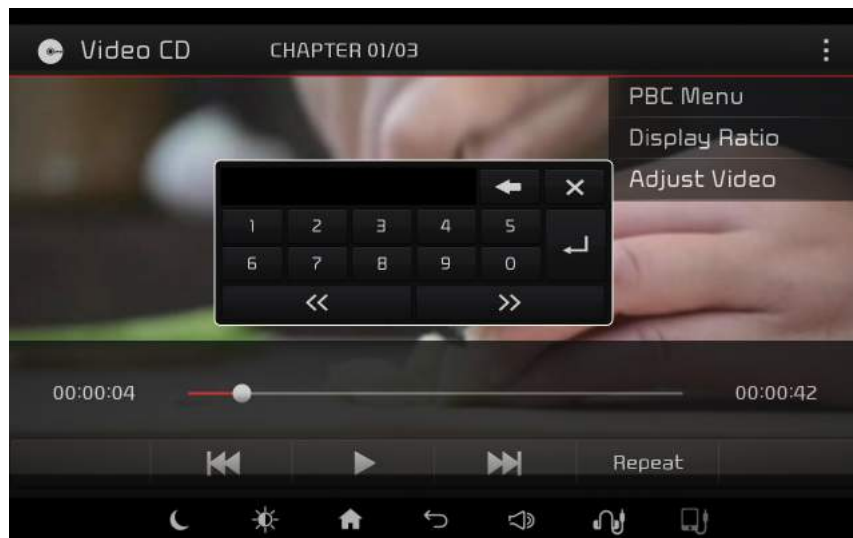 Video CD CHAPTER 01/03
PBC Menu
Display Ratio
Adjust Video
1 2 3 4 5
6 7 8 9 0
<< >>
00:00:04 00:00:42
Repeat